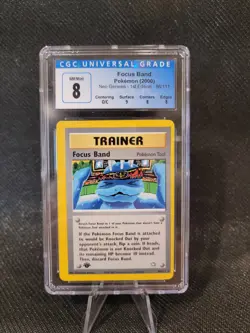 CGC UNIVERSAL GRADE
NM/Mint
8
Focus Band
Pokémon (2000)
Neo Genesis - 1st Edition - 86/111
Centering
Surface
Corners
Edges
9
8
TRAINER
Focus Band
Pokémon Tool
If the Pokémon Focus Band is attached
to would be Knocked Out by your
opponent's attack, flip a coin. If heads,
that Pokémon is not Knocked Out and
its remaining HP become 10 instead.
Then, discard Focus Band.